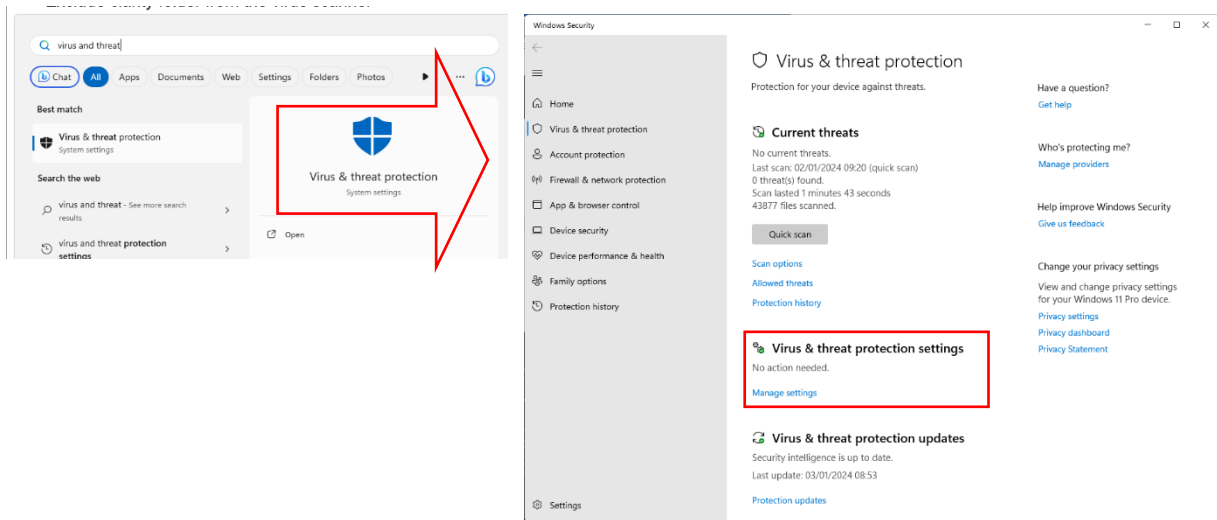 Exclude clarity folder from the virus scanner
virus and threat
Chat All Apps Documents Web Settings Folders Photos ...
Best match
Virus & threat protection
System settings
Search the web
virus and threat - See more search
results
virus and threat protection
settings
Virus & threat protection
System settings
Open
Windows Security
Home
Virus & threat protection
Account protection
Firewall & network protection
App & browser control
Device security
Device performance & health
Family options
Protection history
Settings
Virus & threat protection
Protection for your device against threats.
Current threats
No current threats.
Last scan: 02/01/2024 09:20 (quick scan)
0 threat(s) found.
Scan lasted 1 minutes 43 seconds
43877 files scanned.
Quick scan
Scan options
Allowed threats
Protection history
Virus & threat protection settings
No action needed.
Manage settings
Virus & threat protection updates
Security intelligence is up to date.
Last update: 03/01/2024 08:53
Protection updates
Have a question?
Get help
Who's protecting me?
Manage providers
Help improve Windows Security
Give us feedback
Change your privacy settings
View and change privacy settings
for your Windows 11 Pro device.
Privacy settings
Privacy dashboard
Privacy Statement